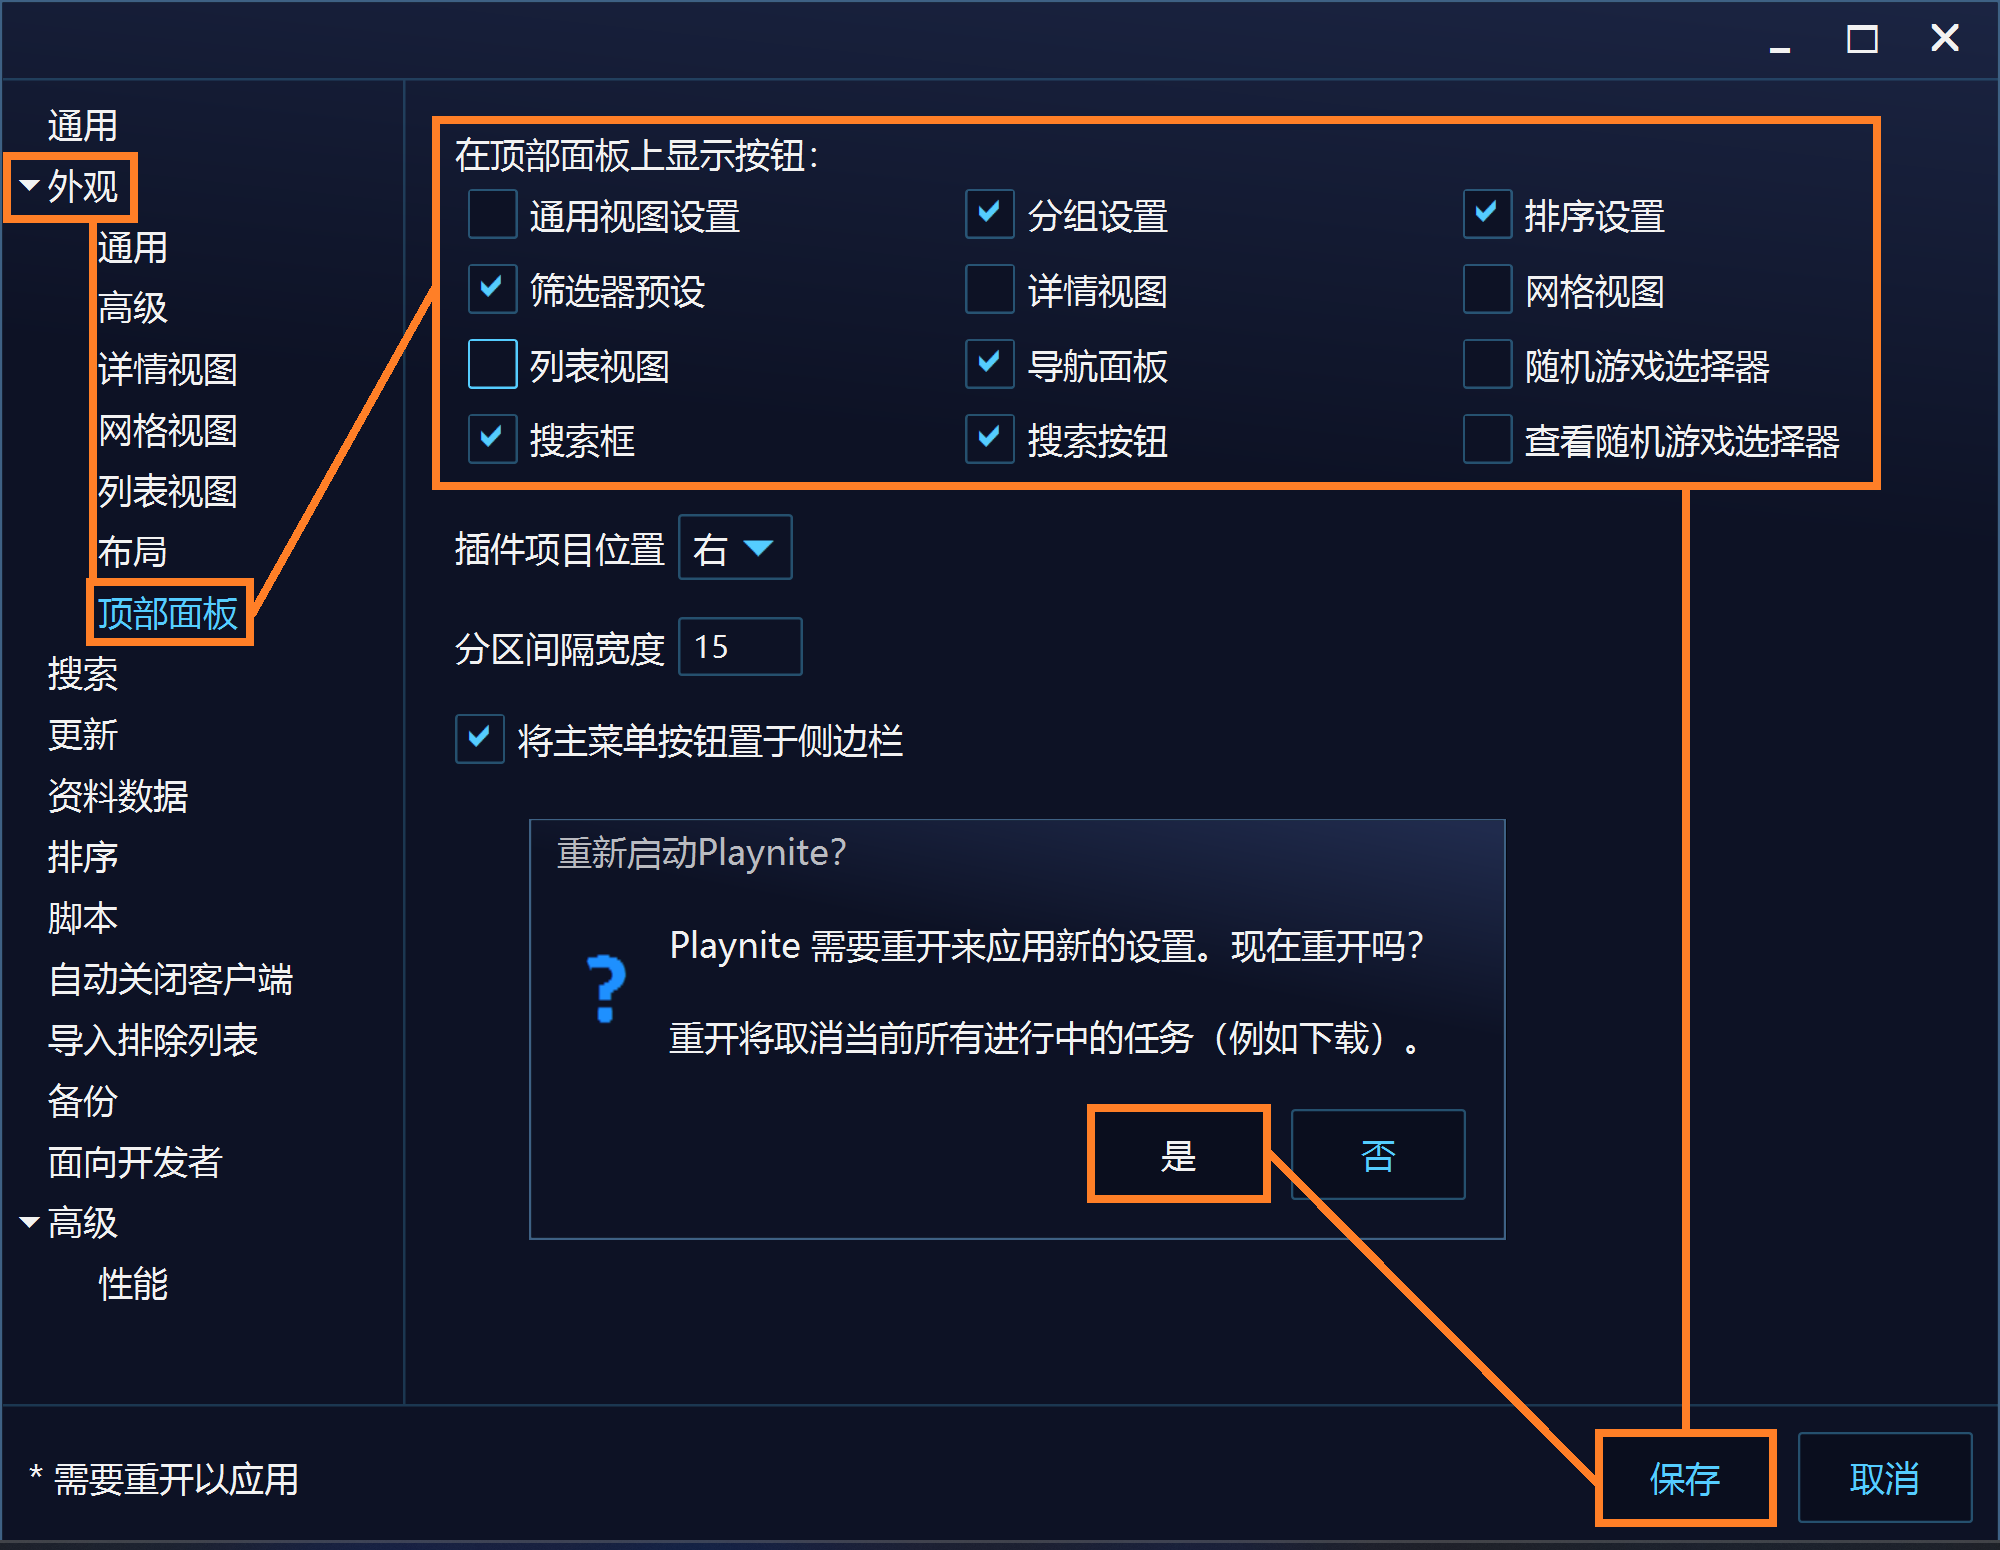 通用
外观
通用
高级
详情视图
网格视图
列表视图
布局
顶部面板
搜索
更新
资料数据
排序
脚本
自动关闭客户端
导入排除列表
备份
面向开发者
高级
性能
在顶部面板上显示按钮：
通用视图设置 分组设置 排序设置
筛选器预设 详情视图 网格视图
列表视图 导航面板 随机游戏选择器
搜索框 搜索按钮 查看随机游戏选择器
插件项目位置 右
分区间隔宽度 15
将主菜单按钮置于侧边栏
重新启动Playnite？
Playnite 需要重开来应用新的设置。现在重开吗？
重开将取消当前所有进行中的任务（例如下载）。
是 否
* 需要重开以应用
保存 取消